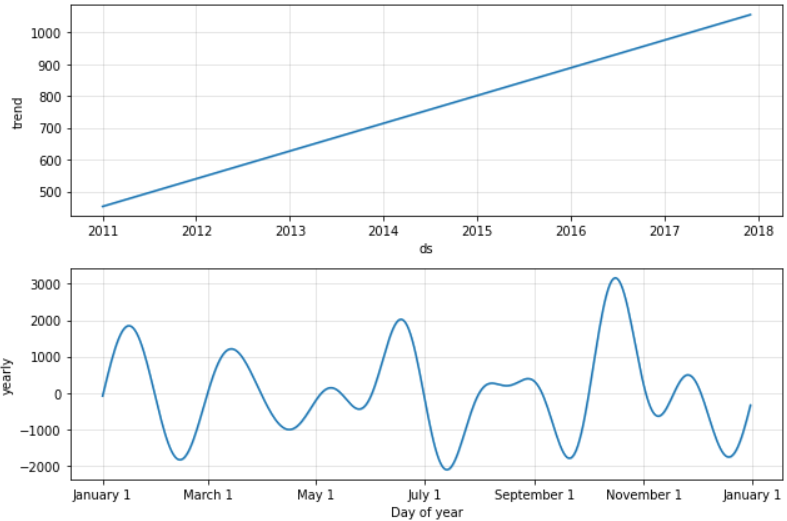 1000
900
800
700
600
500
trend
2011 2012 2013 2014 2015 2016 2017 2018
ds
3000
2000
1000
0
−1000
−2000
yearly
January 1 March 1 May 1 July 1 September 1 November 1 January 1
Day of year